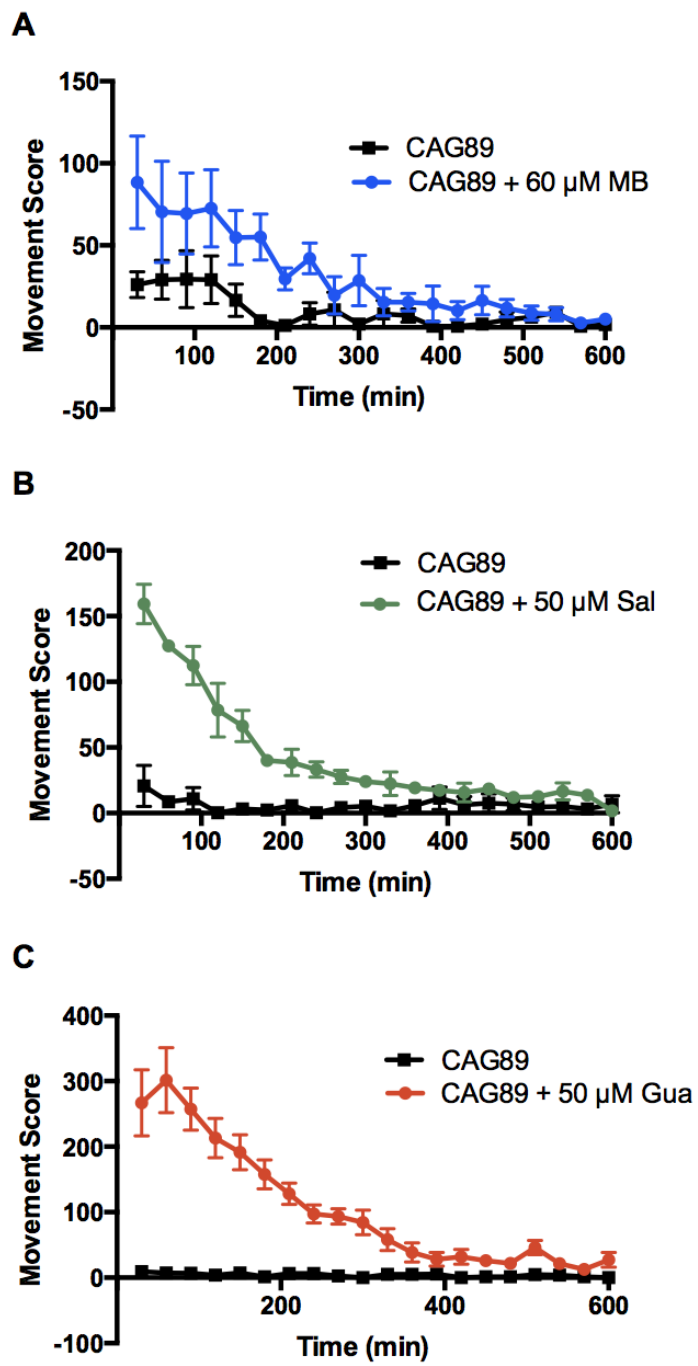 A
150
100
50
0
-50
Movement Score
CAG89
CAG89 + 60 µM MB
100 200 300 400 500 600
Time (min)
B
200
150
100
50
0
-50
Movement Score
CAG89
CAG89 + 50 µM Sal
100 200 300 400 500 600
Time (min)
C
400
300
200
100
0
-100
Movement Score
CAG89
CAG89 + 50 µM Gua
200 400 600
Time (min)